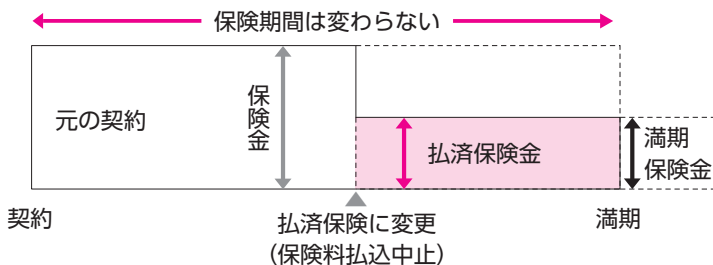 保険期間は変わらない
元の契約
保険金
払済保険金
満期
保険金
契約
払済保険に変更
（保険料払込中止）
満期